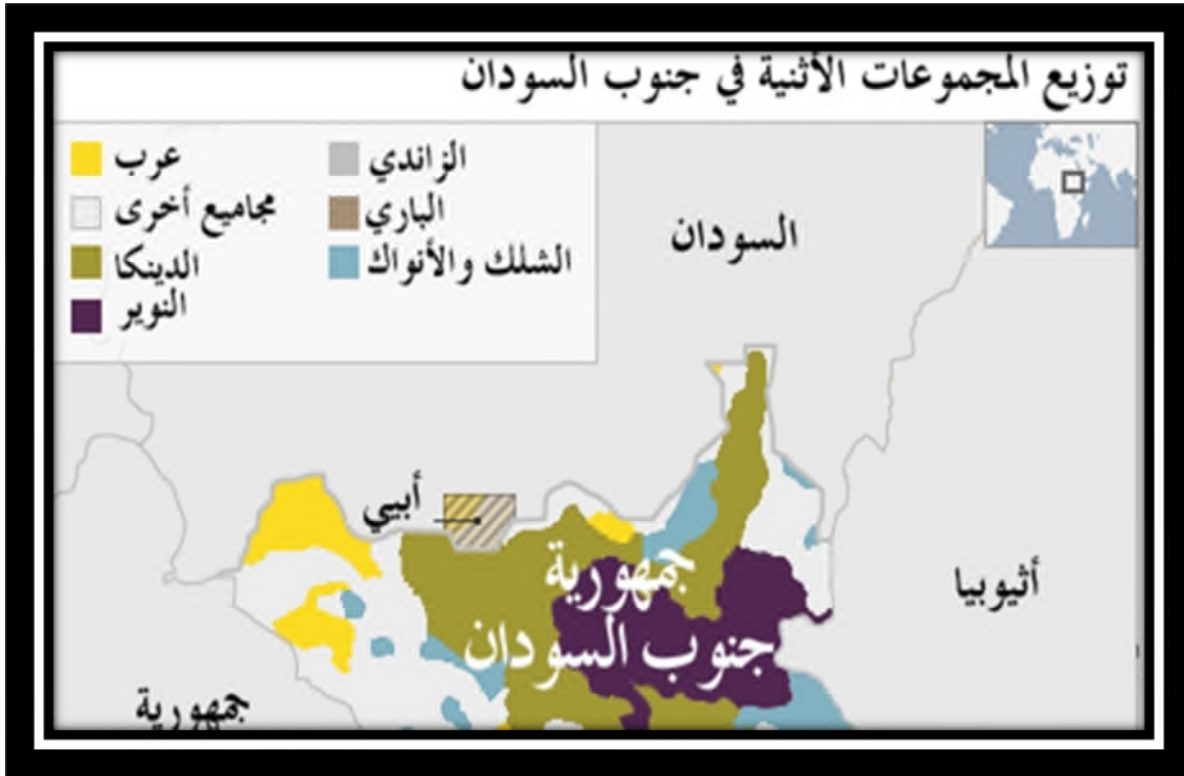 توزيع المجموعات الأثنية في جنوب السودان
عرب
مجاميع أخرى
الدينكا
النوير
الزاندي
الباري
الشلك والأنواك
السودان
أبيي
أثيوبيا
جمهورية
جنوب السودان
جمهورية